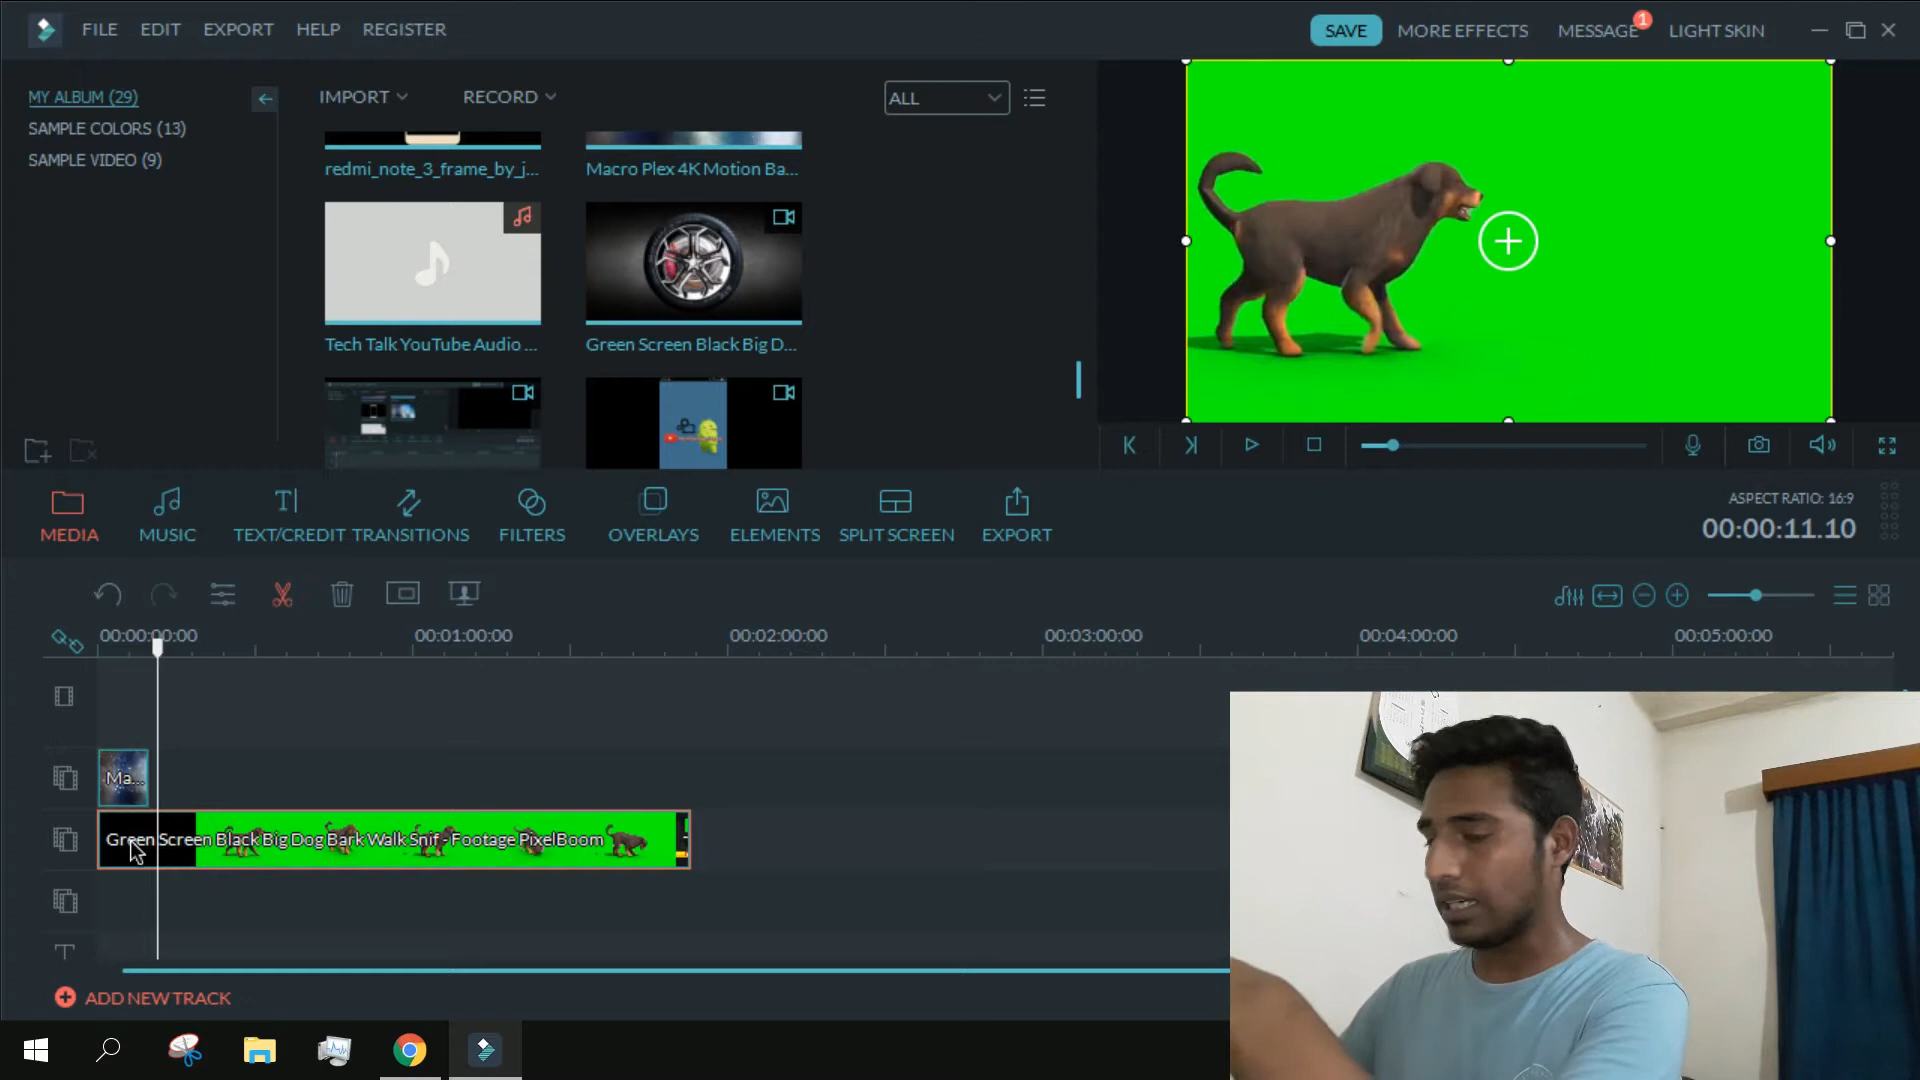 FILE EDIT EXPORT HELP REGISTER
SAVE MORE EFFECTS MESSAGE 1 LIGHT SKIN
MY ALBUM (29)
SAMPLE COLORS (13)
SAMPLE VIDEO (9)
IMPORT RECORD ALL
redmi_note_3_frame_by_j... Macro Plex 4K Motion Ba...
Tech Talk YouTube Audio ... Green Screen Black Big D...
MEDIA MUSIC TEXT/CREDIT TRANSITIONS FILTERS OVERLAYS ELEMENTS SPLIT SCREEN EXPORT
ASPECT RATIO: 16:9
00:00:11.10
00:00:00:00 00:01:00:00 00:02:00:00 00:03:00:00 00:04:00:00 00:05:00:00
Ma...
Green Screen Black Big Dog Bark Walk Snif - Footage PixelBoom
ADD NEW TRACK